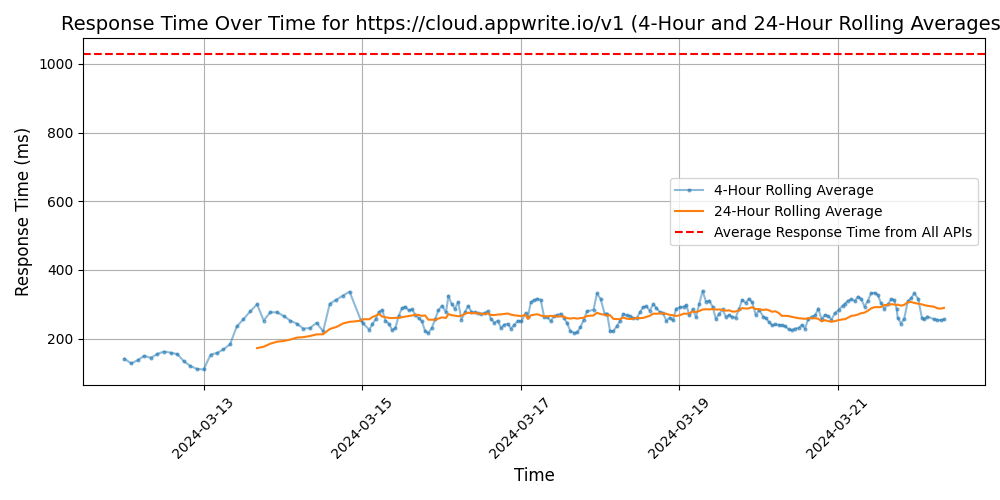 Response Time Over Time for https://cloud.appwrite.io/v1 (4-Hour and 24-Hour Rolling Averages
Response Time (ms)
1000
800
600
400
200
4-Hour Rolling Average
24-Hour Rolling Average
Average Response Time from All APIs
2024-03-13
2024-03-15
2024-03-17
2024-03-19
2024-03-21
Time